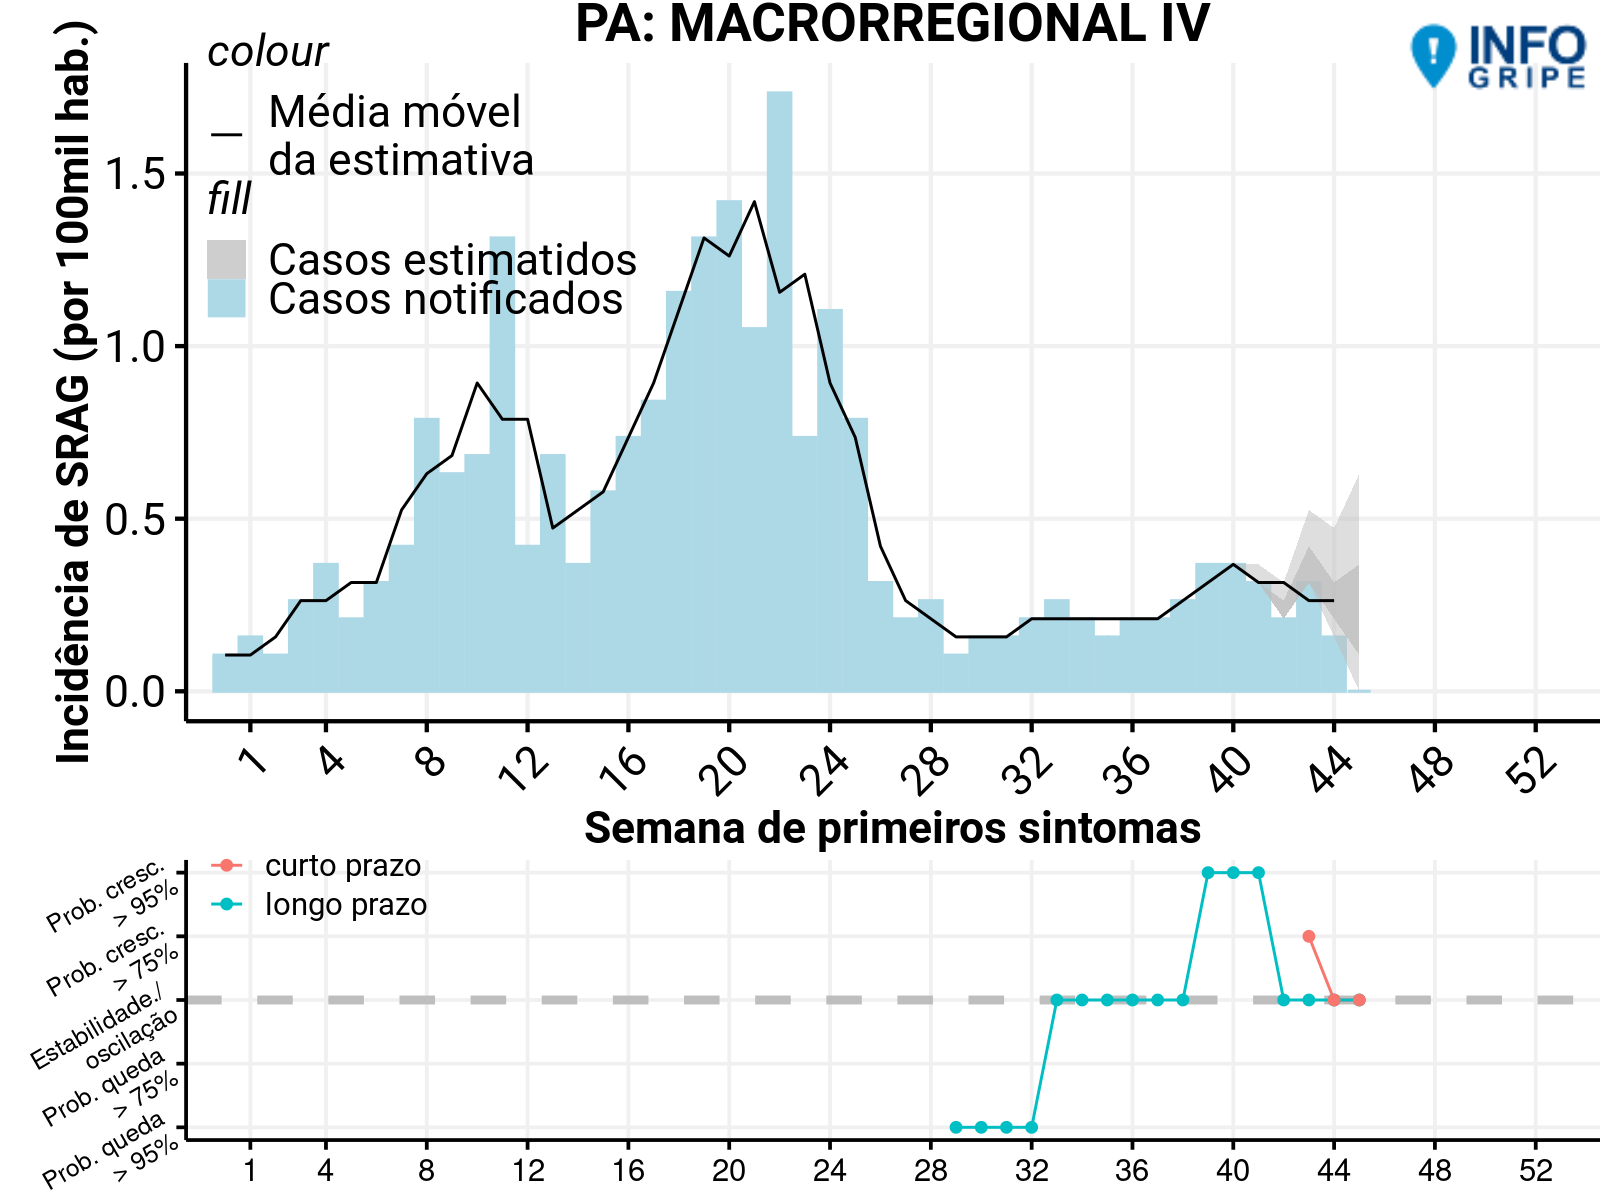 PA: MACRORREGIONAL IV
INFO
GRIPE
colour
Média móvel
da estimativa
fill
Casos estimatidos
Casos notificados
Incidência de SRAG (por 100mil hab.)
1.5
1.0
0.5
0.0
1 4 8 12 16 20 24 28 32 36 40 44 48 52
Semana de primeiros sintomas
curto prazo
longo prazo
Prob. cresc.
> 95%
Prob. cresc.
> 75%
Estabilidade./
oscilação
Prob. queda
> 75%
Prob. queda
> 95%
1 4 8 12 16 20 24 28 32 36 40 44 48 52